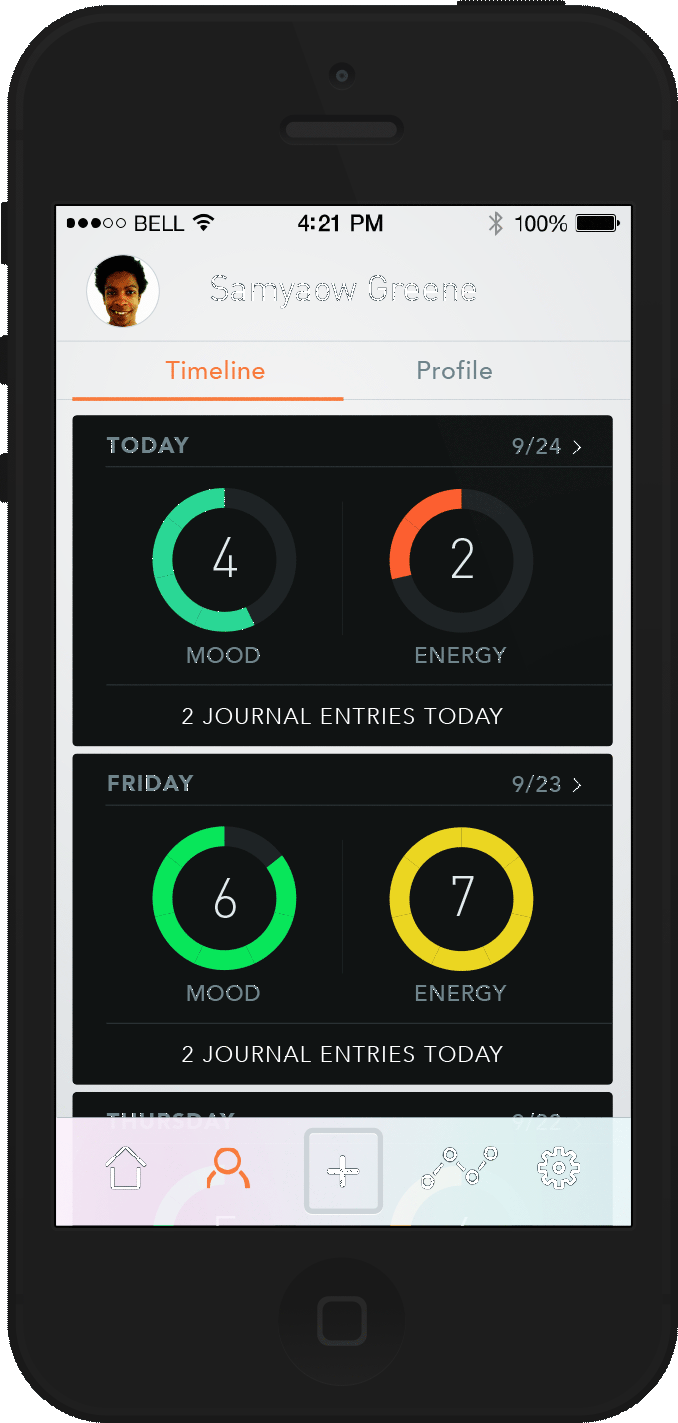 BELL 4:21 PM 100%
Samyaow Greene
Timeline Profile
TODAY 9/24 >
4 2
MOOD ENERGY
2 JOURNAL ENTRIES TODAY
FRIDAY 9/23 >
6 7
MOOD ENERGY
2 JOURNAL ENTRIES TODAY
THURSDAY 9/22